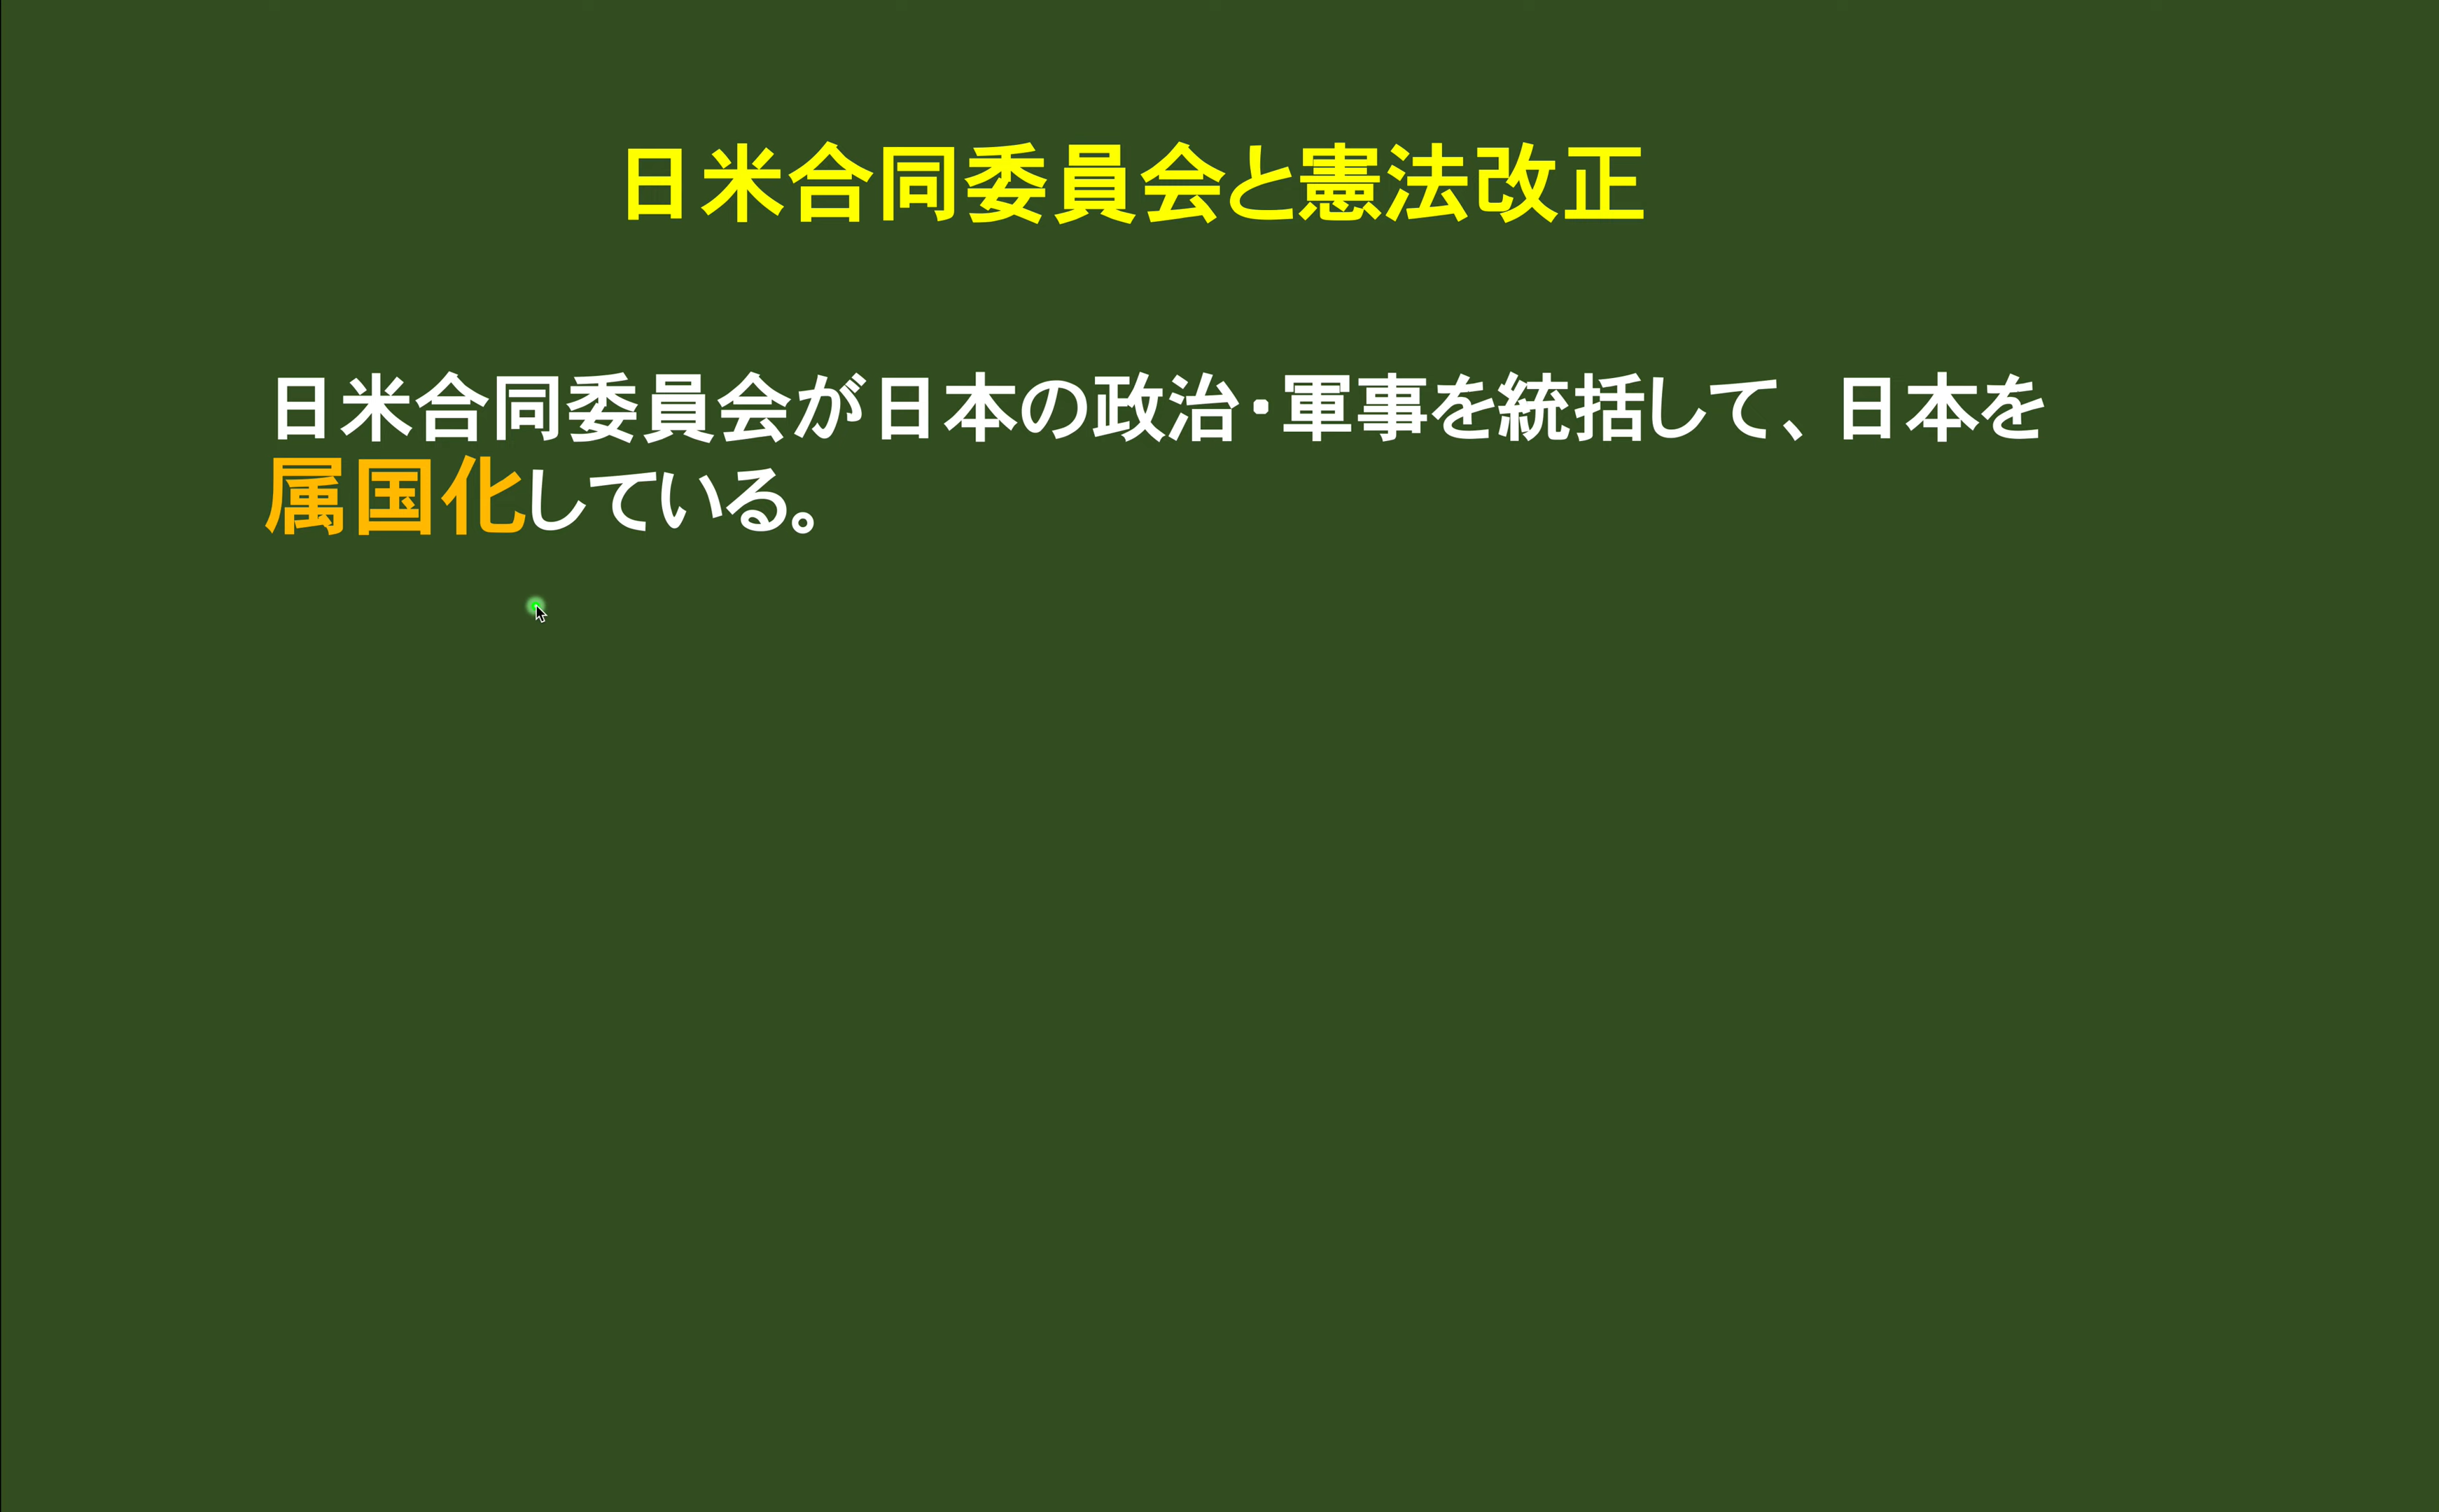 日米合同委員会と憲法改正
日米合同委員会が日本の政治・軍事を統括して、日本を
属国化している。